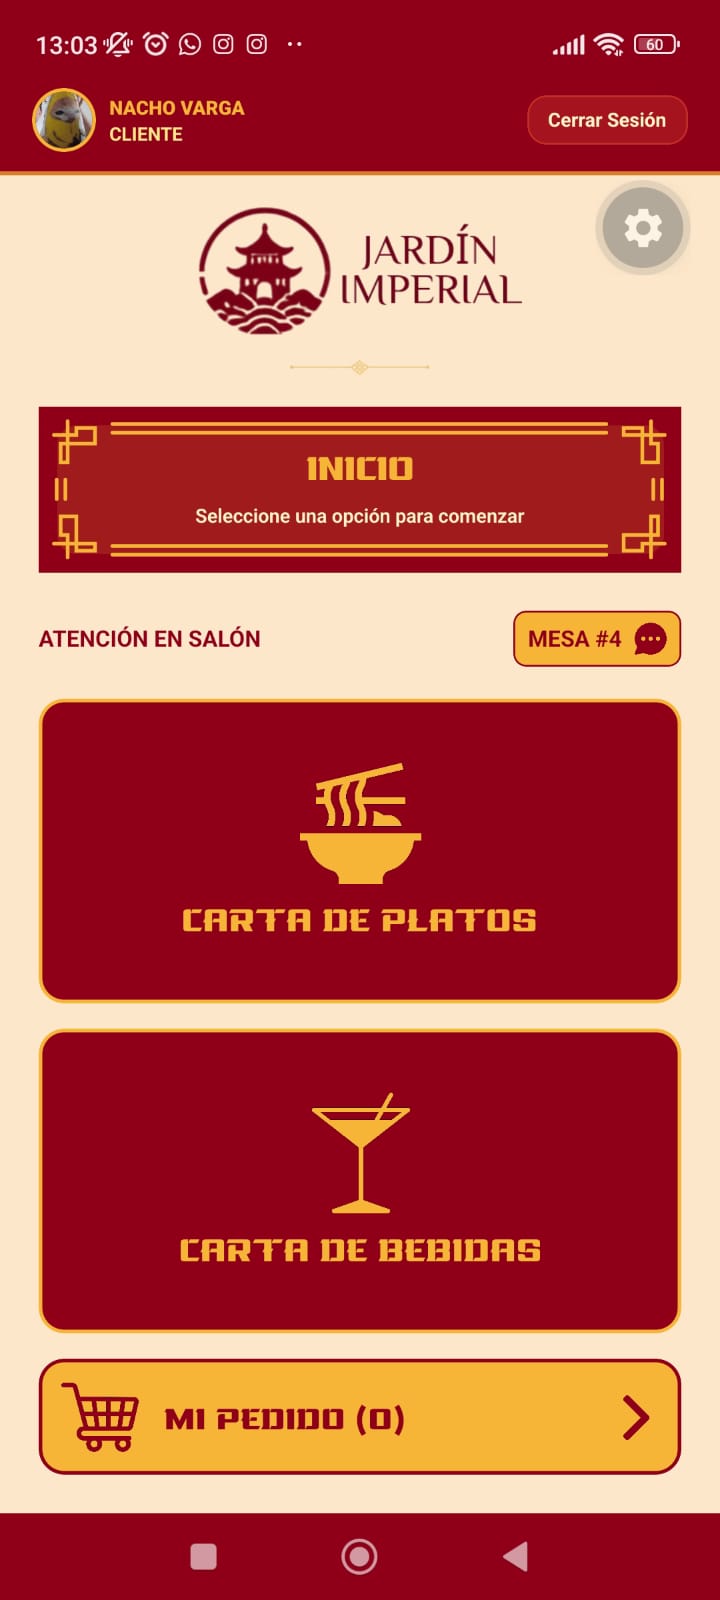 13:03
60
NACHO VARGA
CLIENTE
Cerrar Sesión
JARDÍN
IMPERIAL
INICIO
Seleccione una opción para comenzar
ATENCIÓN EN SALÓN
MESA #4
CARTA DE PLATOS
CARTA DE BEBIDAS
MI PEDIDO (0)